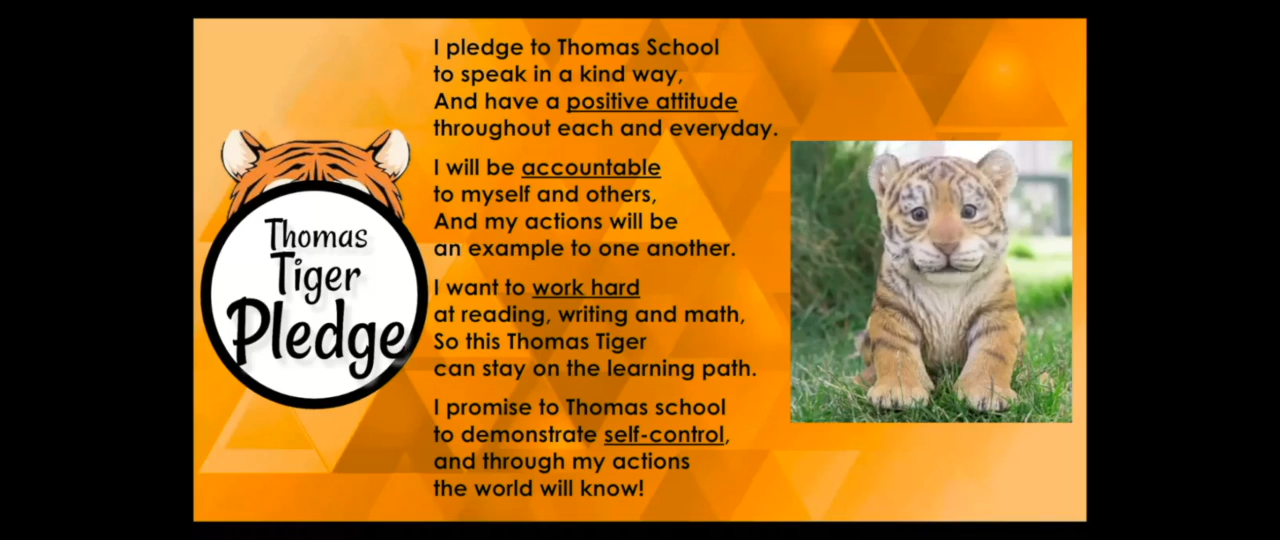 Thomas
Tiger
Pledge
I pledge to Thomas School
to speak in a kind way,
And have a positive attitude
throughout each and everyday.
I will be accountable
to myself and others,
And my actions will be
an example to one another.
I want to work hard
at reading, writing and math,
So this Thomas Tiger
can stay on the learning path.
I promise to Thomas school
to demonstrate self-control,
and through my actions
the world will know!